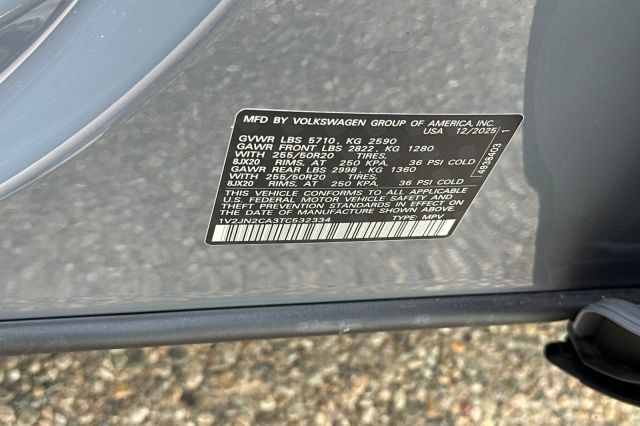 MFD BY VOLKSWAGEN GROUP OF AMERICA, INC.
USA 12/2025
GVWR LBS 5710, KG 2590
GAWR FRONT LBS 2822, KG 1280
WITH 255/50R20 TIRES,
8JX20 RIMS, AT 250 KPA, 36 PSI COLD
GAWR REAR LBS 2998, KG 1360
WITH 255/50R20 TIRES,
8JX20 RIMS, AT 250 KPA, 36 PSI COLD
THIS VEHICLE CONFORMS TO ALL APPLICABLE
U.S. FEDERAL MOTOR VEHICLE SAFETY AND
THEFT PREVENTION STANDARDS IN EFFECT ON
THE DATE OF MANUFACTURE SHOWN ABOVE.
V2JN2CA3TC532334 TYPE: MPV
4938403 1